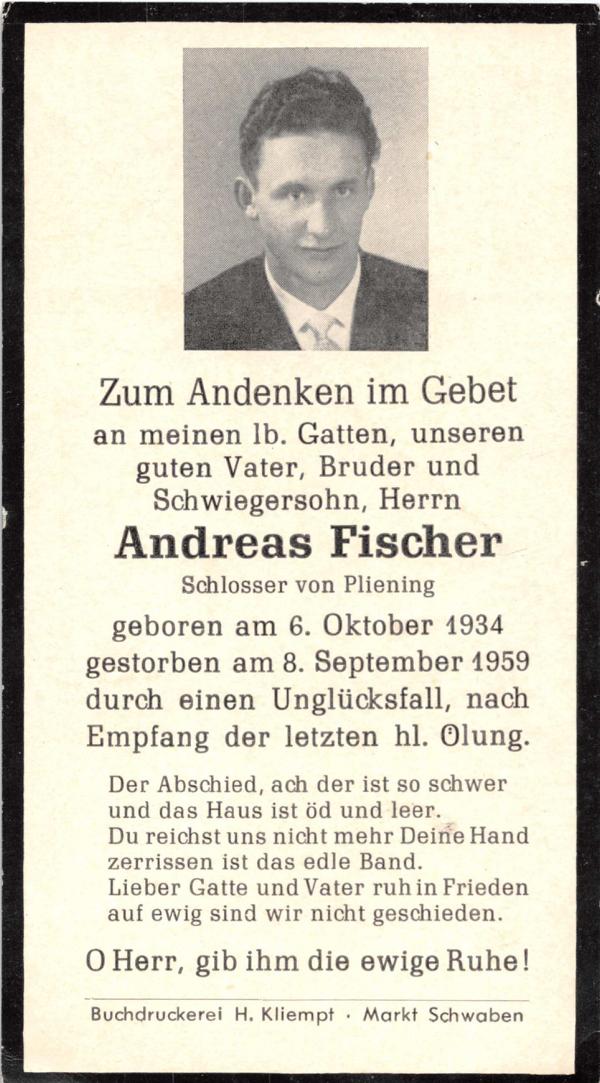 Zum Andenken im Gebet
an meinen lb. Gatten, unseren
guten Vater, Bruder und
Schwiegersohn, Herrn
Andreas Fischer
Schlosser von Pliening
geboren am 6. Oktober 1934
gestorben am 8. September 1959
durch einen Unglücksfall, nach
Empfang der letzten hl. Ölung.
Der Abschied, ach der ist so schwer
und das Haus ist öd und leer.
Du reichst uns nicht mehr Deine Hand
zerrissen ist das edle Band.
Lieber Gatte und Vater ruh in Frieden
auf ewig sind wir nicht geschieden.
O Herr, gib ihm die ewige Ruhe!
Buchdruckerei H. Kliempt · Markt Schwaben